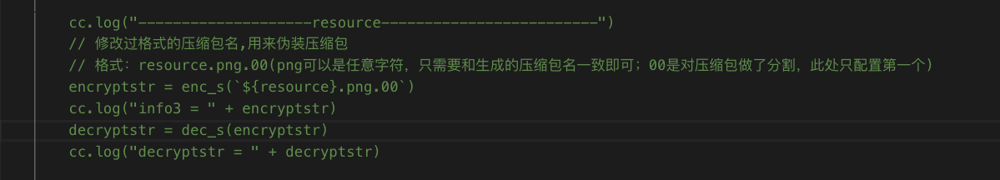 cc.log("--------------------resource-------------------------")
// 修改过格式的压缩包名,用来伪装压缩包
// 格式：resource.png.00(png可以是任意字符，只需要和生成的压缩包名一致即可；00是对压缩包做了分割，此处只配置第一个)
encryptstr = enc_s(`${resource}.png.00`)
cc.log("info3 = " + encryptstr)
decryptstr = dec_s(encryptstr)
cc.log("decryptstr = " + decryptstr)